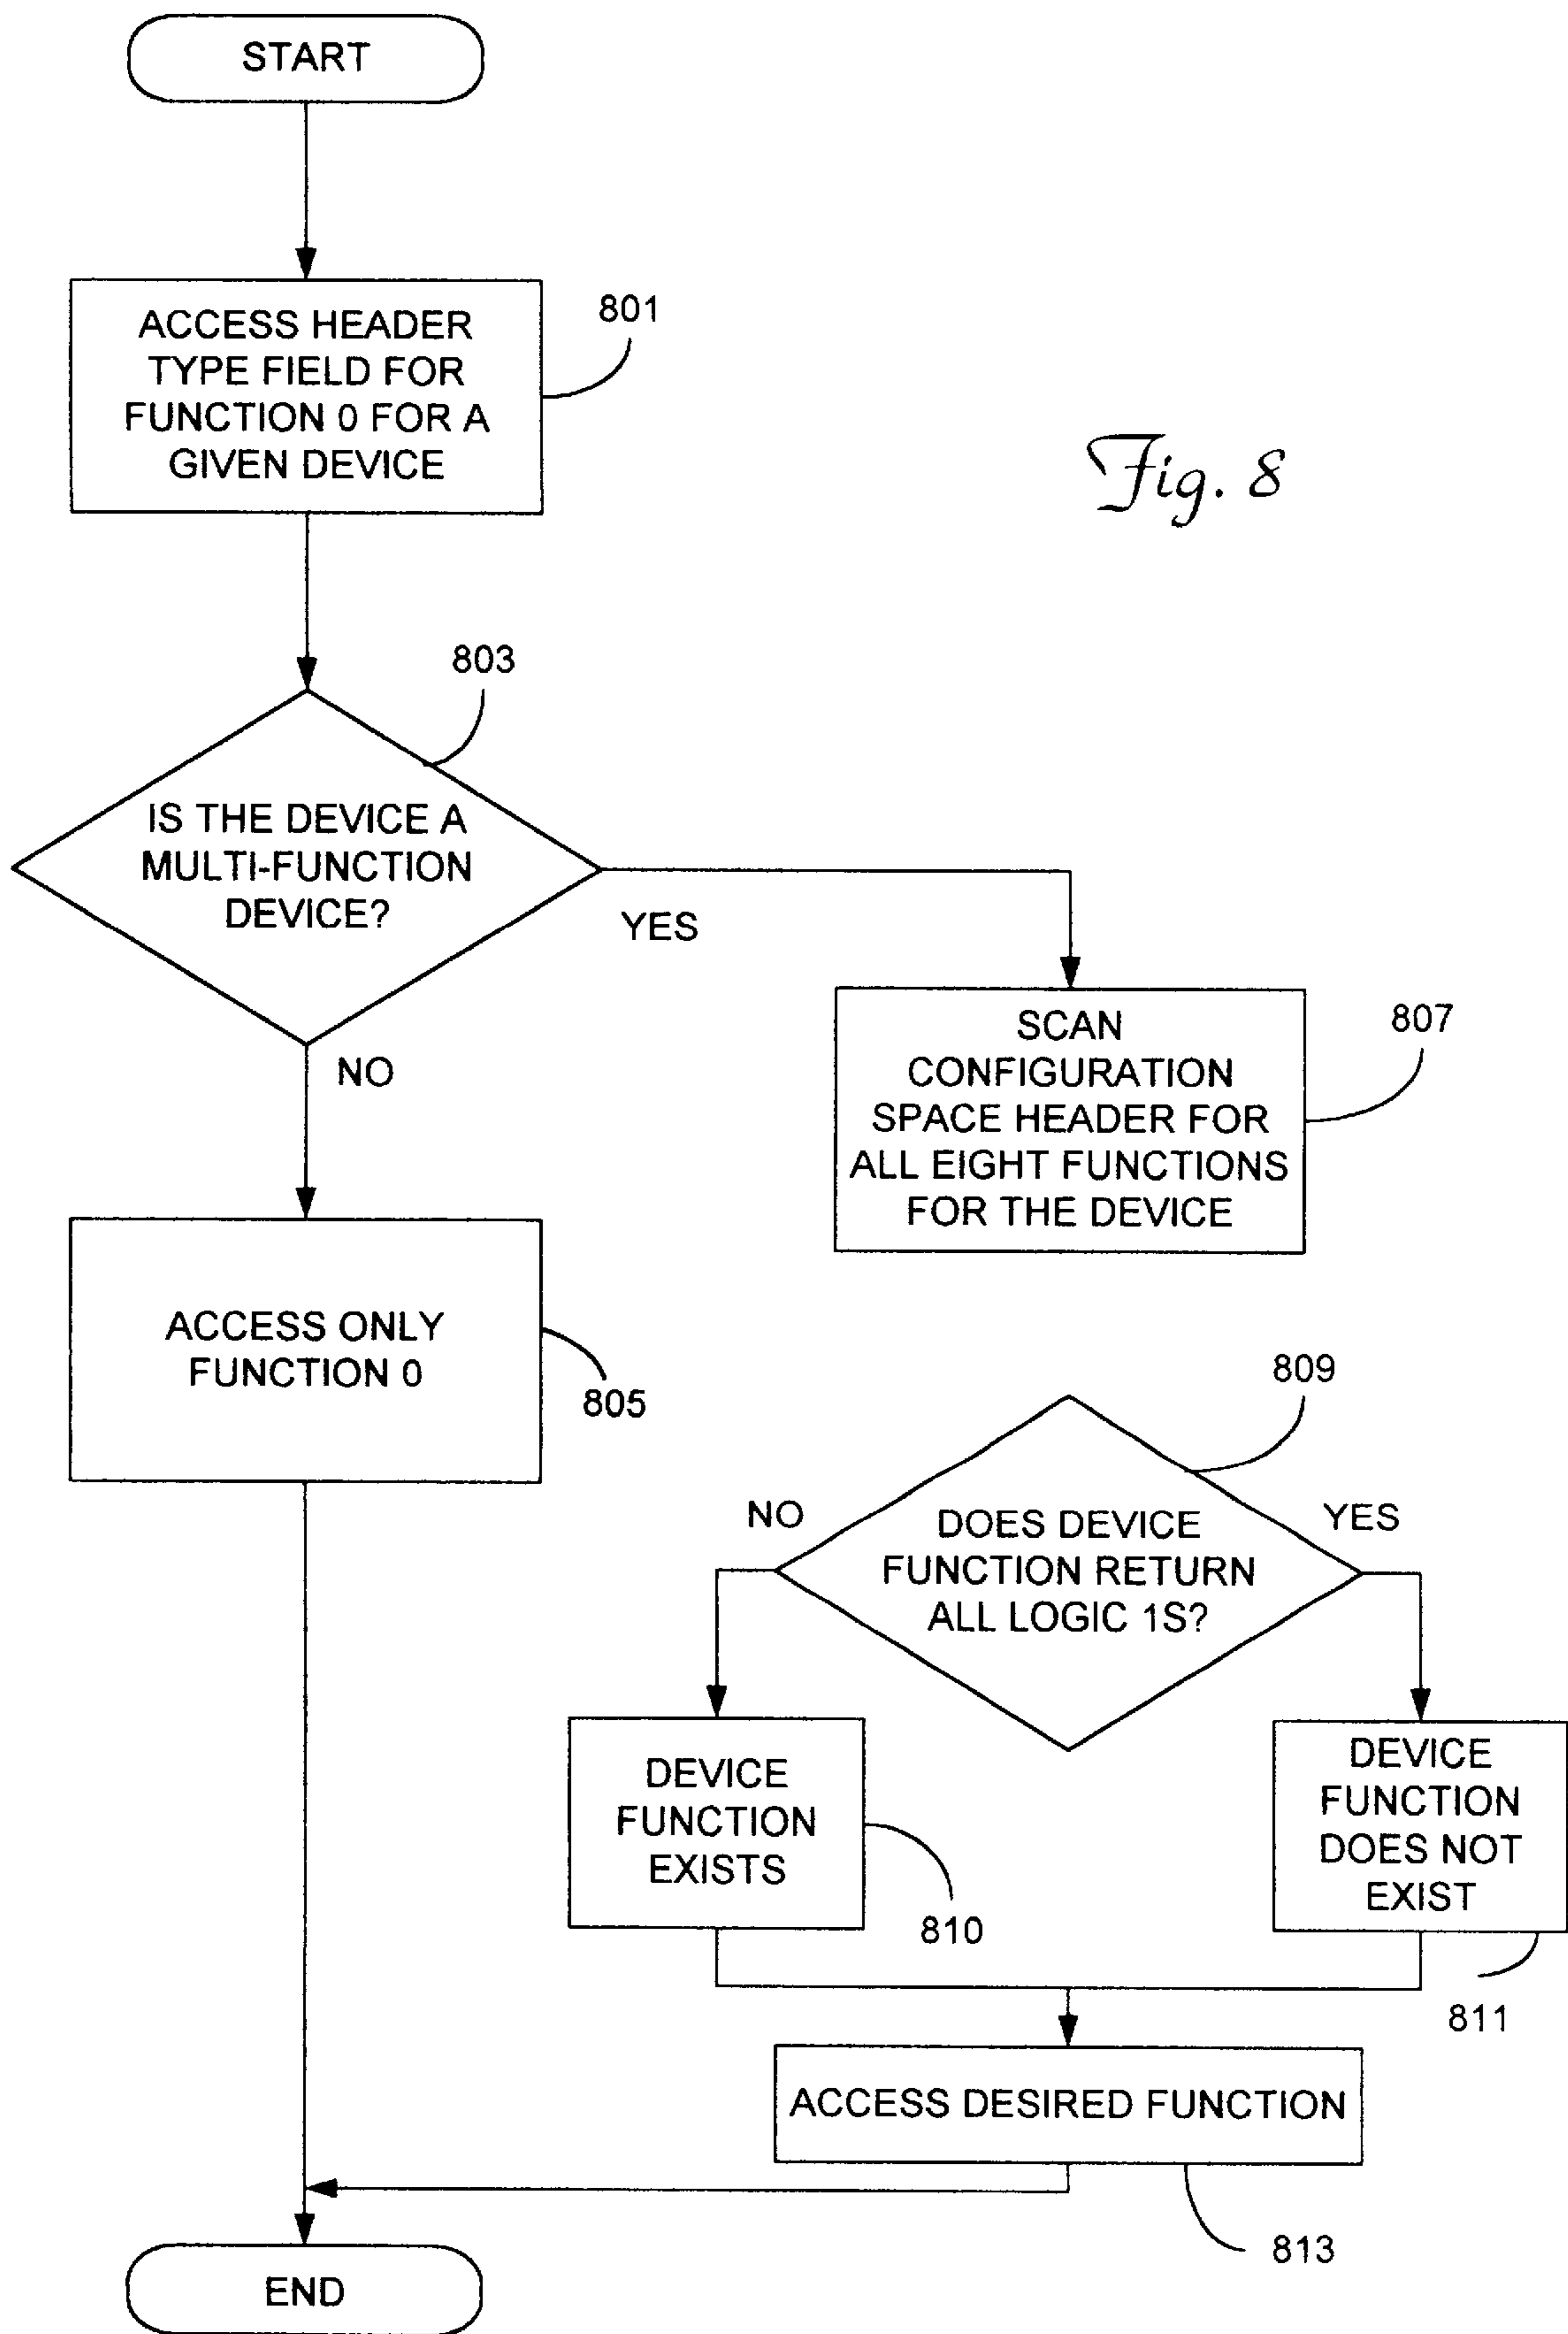 START
ACCESS HEADER
TYPE FIELD FOR
FUNCTION 0 FOR A
GIVEN DEVICE
801
Fig. 8
803
IS THE DEVICE A
MULTI-FUNCTION
DEVICE?
YES
NO
SCAN
CONFIGURATION
SPACE HEADER FOR
ALL EIGHT FUNCTIONS
FOR THE DEVICE
807
ACCESS ONLY
FUNCTION 0
805
809
NO
DOES DEVICE
FUNCTION RETURN
ALL LOGIC 1S?
YES
DEVICE
FUNCTION
EXISTS
810
DEVICE
FUNCTION
DOES NOT
EXIST
811
ACCESS DESIRED FUNCTION
813
END